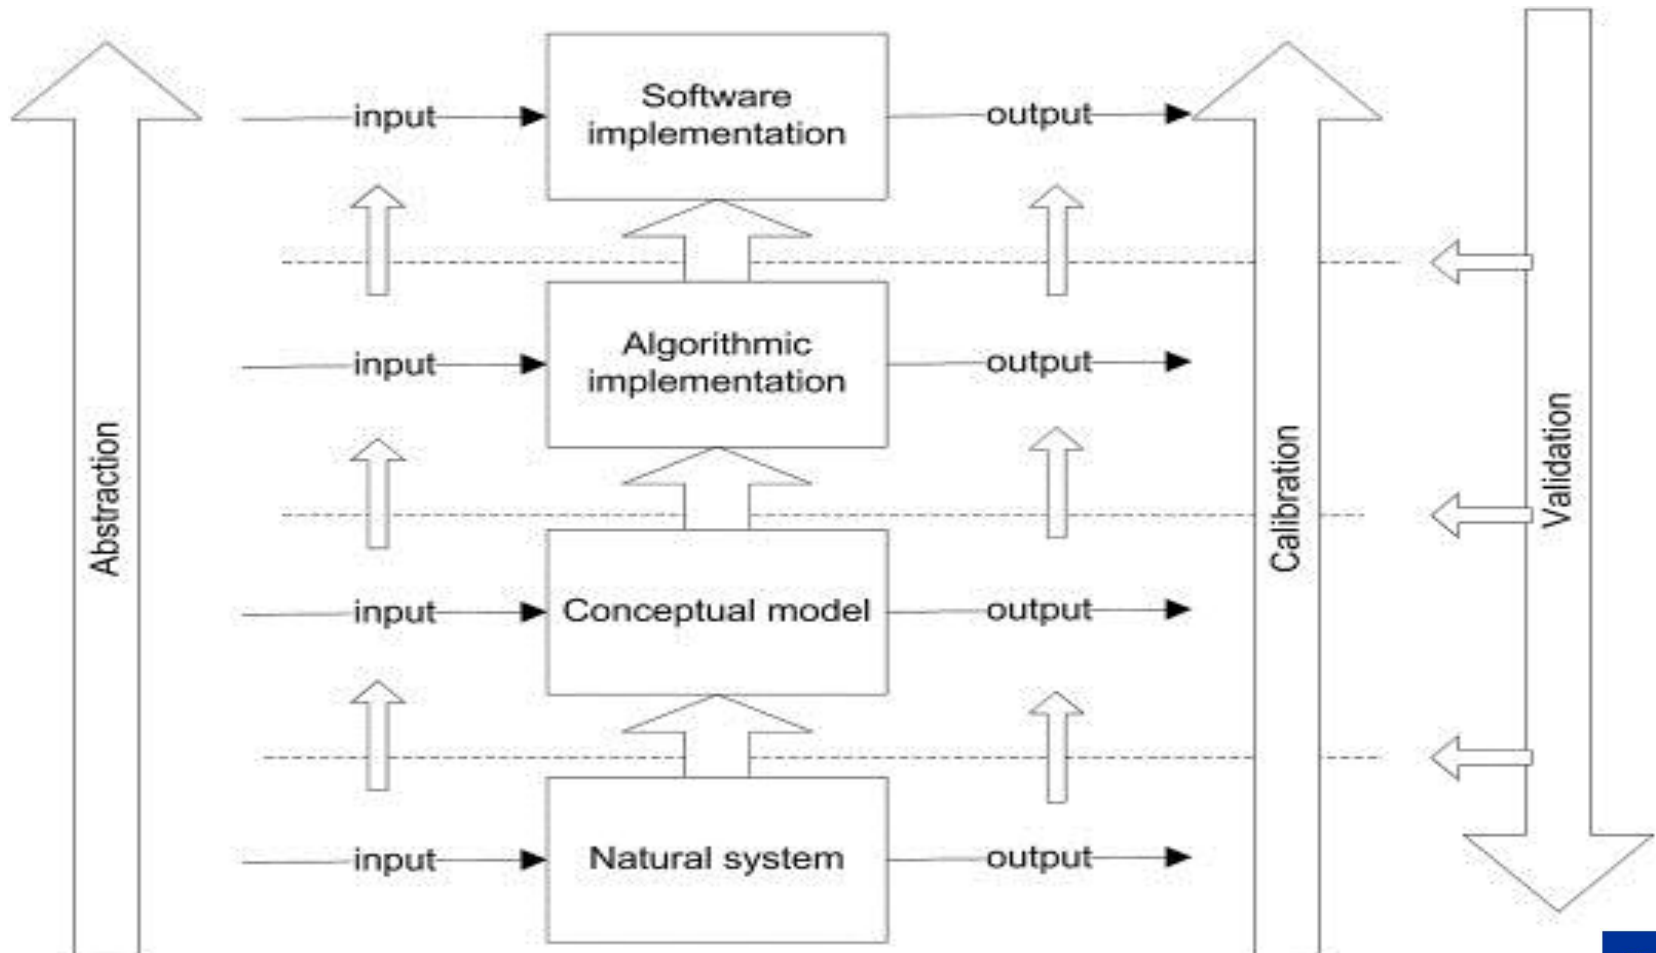 Software
implementation
input
output
Algorithmic
implementation
input
output
Conceptual model
input
output
Natural system
input
output
Abstraction
Calibration
Validation